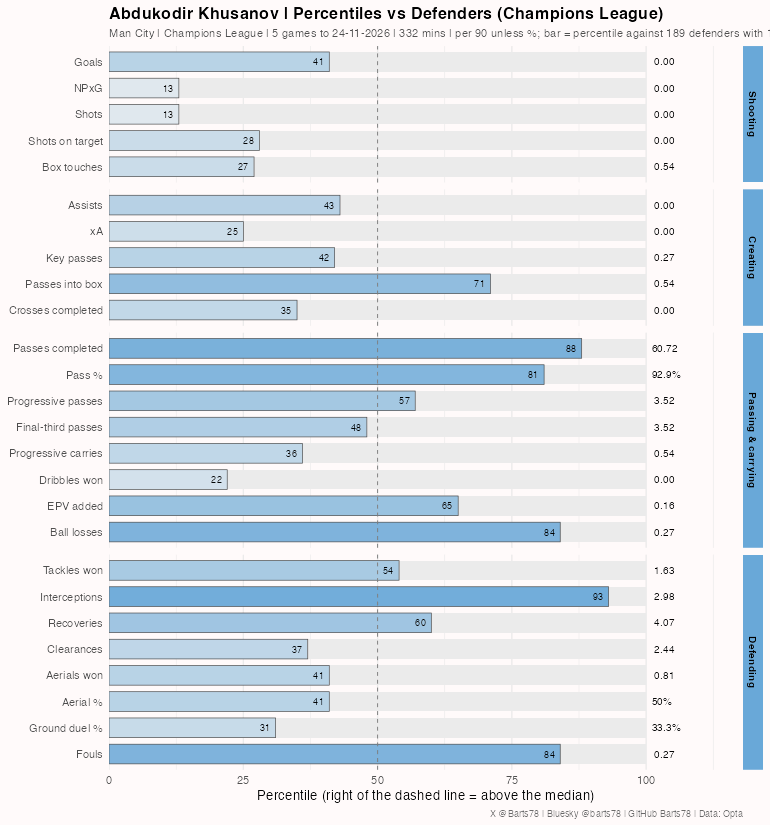 Abdukodir Khusanov | Percentiles vs Defenders (Champions League)
Man City | Champions League | 5 games to 24-11-2026 | 332 mins | per 90 unless %; bar = percentile against 189 defenders with
Goals 41 0.00
NPxG 13 0.00
Shots 13 0.00
Shots on target 28 0.00
Box touches 27 0.54
Shooting
Assists 43 0.00
xA 25 0.00
Key passes 42 0.27
Passes into box 71 0.54
Crosses completed 35 0.00
Creating
Passes completed 88 60.72
Pass % 81 92.9%
Progressive passes 57 3.52
Final-third passes 48 3.52
Progressive carries 36 0.54
Dribbles won 22 0.00
EPV added 65 0.16
Ball losses 84 0.27
Passing & carrying
Tackles won 54 1.63
Interceptions 93 2.98
Recoveries 60 4.07
Clearances 37 2.44
Aerials won 41 0.81
Aerial % 41 50%
Ground duel % 31 33.3%
Fouls 84 0.27
Defending
0 25 50 75 100
Percentile (right of the dashed line = above the median)
X @Barts78 | Bluesky @barts78 | GitHub Barts78 | Data: Opta